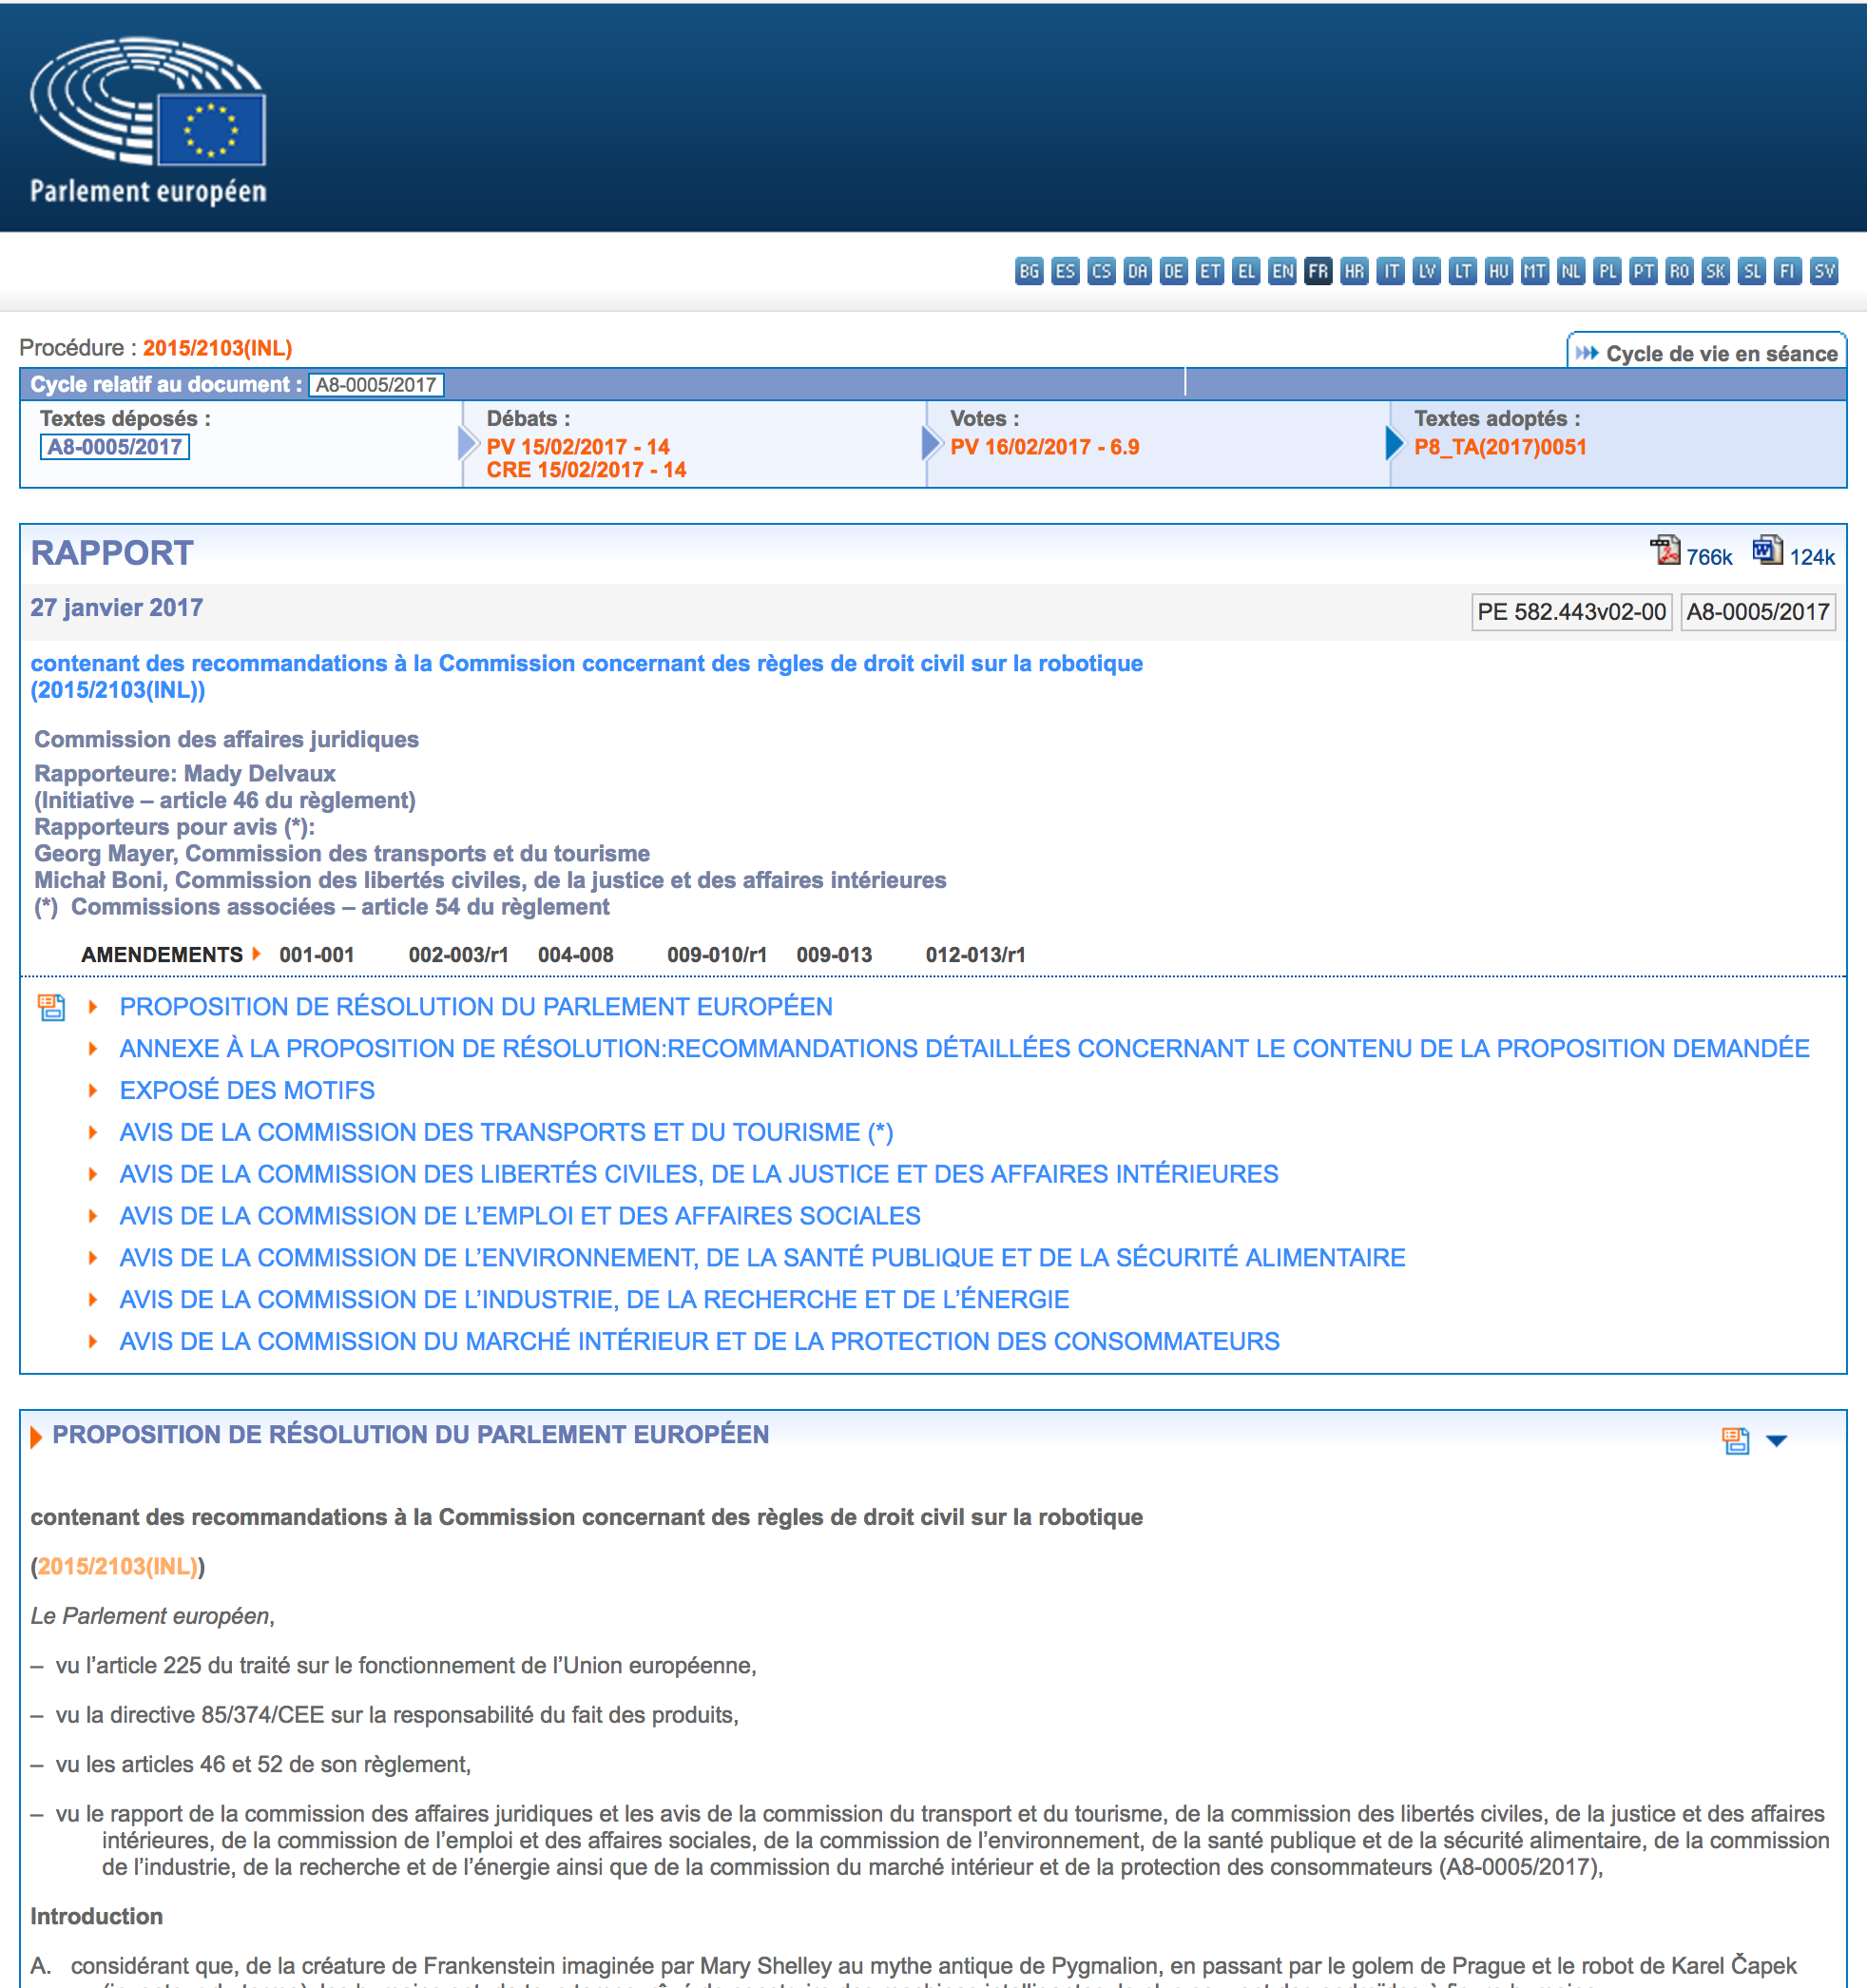 Parlement européen
BG ES CS DA DE ET EL EN FR HR IT LV LT HU MT NL PL PT RO SK SL FI SV
Procédure : 2015/2103(INL)
Cycle de vie en séance
Cycle relatif au document : A8-0005/2017
Textes déposés :
A8-0005/2017
Débats :
PV 15/02/2017 - 14
CRE 15/02/2017 - 14
Votes :
PV 16/02/2017 - 6.9
Textes adoptés :
P8_TA(2017)0051
RAPPORT
766k 124k
27 janvier 2017
PE 582.443v02-00 A8-0005/2017
contenant des recommandations à la Commission concernant des règles de droit civil sur la robotique
(2015/2103(INL))
Commission des affaires juridiques
Rapporteure: Mady Delvaux
(Initiative – article 46 du règlement)
Rapporteurs pour avis (*):
Georg Mayer, Commission des transports et du tourisme
Michał Boni, Commission des libertés civiles, de la justice et des affaires intérieures
(*) Commissions associées – article 54 du règlement
AMENDEMENTS 001-001 002-003/r1 004-008 009-010/r1 009-013 012-013/r1
PROPOSITION DE RÉSOLUTION DU PARLEMENT EUROPÉEN
ANNEXE À LA PROPOSITION DE RÉSOLUTION:RECOMMANDATIONS DÉTAILLÉES CONCERNANT LE CONTENU DE LA PROPOSITION DEMANDÉE
EXPOSÉ DES MOTIFS
AVIS DE LA COMMISSION DES TRANSPORTS ET DU TOURISME (*)
AVIS DE LA COMMISSION DES LIBERTÉS CIVILES, DE LA JUSTICE ET DES AFFAIRES INTÉRIEURES
AVIS DE LA COMMISSION DE L’EMPLOI ET DES AFFAIRES SOCIALES
AVIS DE LA COMMISSION DE L’ENVIRONNEMENT, DE LA SANTÉ PUBLIQUE ET DE LA SÉCURITÉ ALIMENTAIRE
AVIS DE LA COMMISSION DE L’INDUSTRIE, DE LA RECHERCHE ET DE L’ÉNERGIE
AVIS DE LA COMMISSION DU MARCHÉ INTÉRIEUR ET DE LA PROTECTION DES CONSOMMATEURS
PROPOSITION DE RÉSOLUTION DU PARLEMENT EUROPÉEN
contenant des recommandations à la Commission concernant des règles de droit civil sur la robotique
(2015/2103(INL))
Le Parlement européen,
– vu l’article 225 du traité sur le fonctionnement de l’Union européenne,
– vu la directive 85/374/CEE sur la responsabilité du fait des produits,
– vu les articles 46 et 52 de son règlement,
– vu le rapport de la commission des affaires juridiques et les avis de la commission du transport et du tourisme, de la commission des libertés civiles, de la justice et des affaires
intérieures, de la commission de l’emploi et des affaires sociales, de la commission de l’environnement, de la santé publique et de la sécurité alimentaire, de la commission
de l’industrie, de la recherche et de l’énergie ainsi que de la commission du marché intérieur et de la protection des consommateurs (A8-0005/2017),
Introduction
A. considérant que, de la créature de Frankenstein imaginée par Mary Shelley au mythe antique de Pygmalion, en passant par le golem de Prague et le robot de Karel Čapek